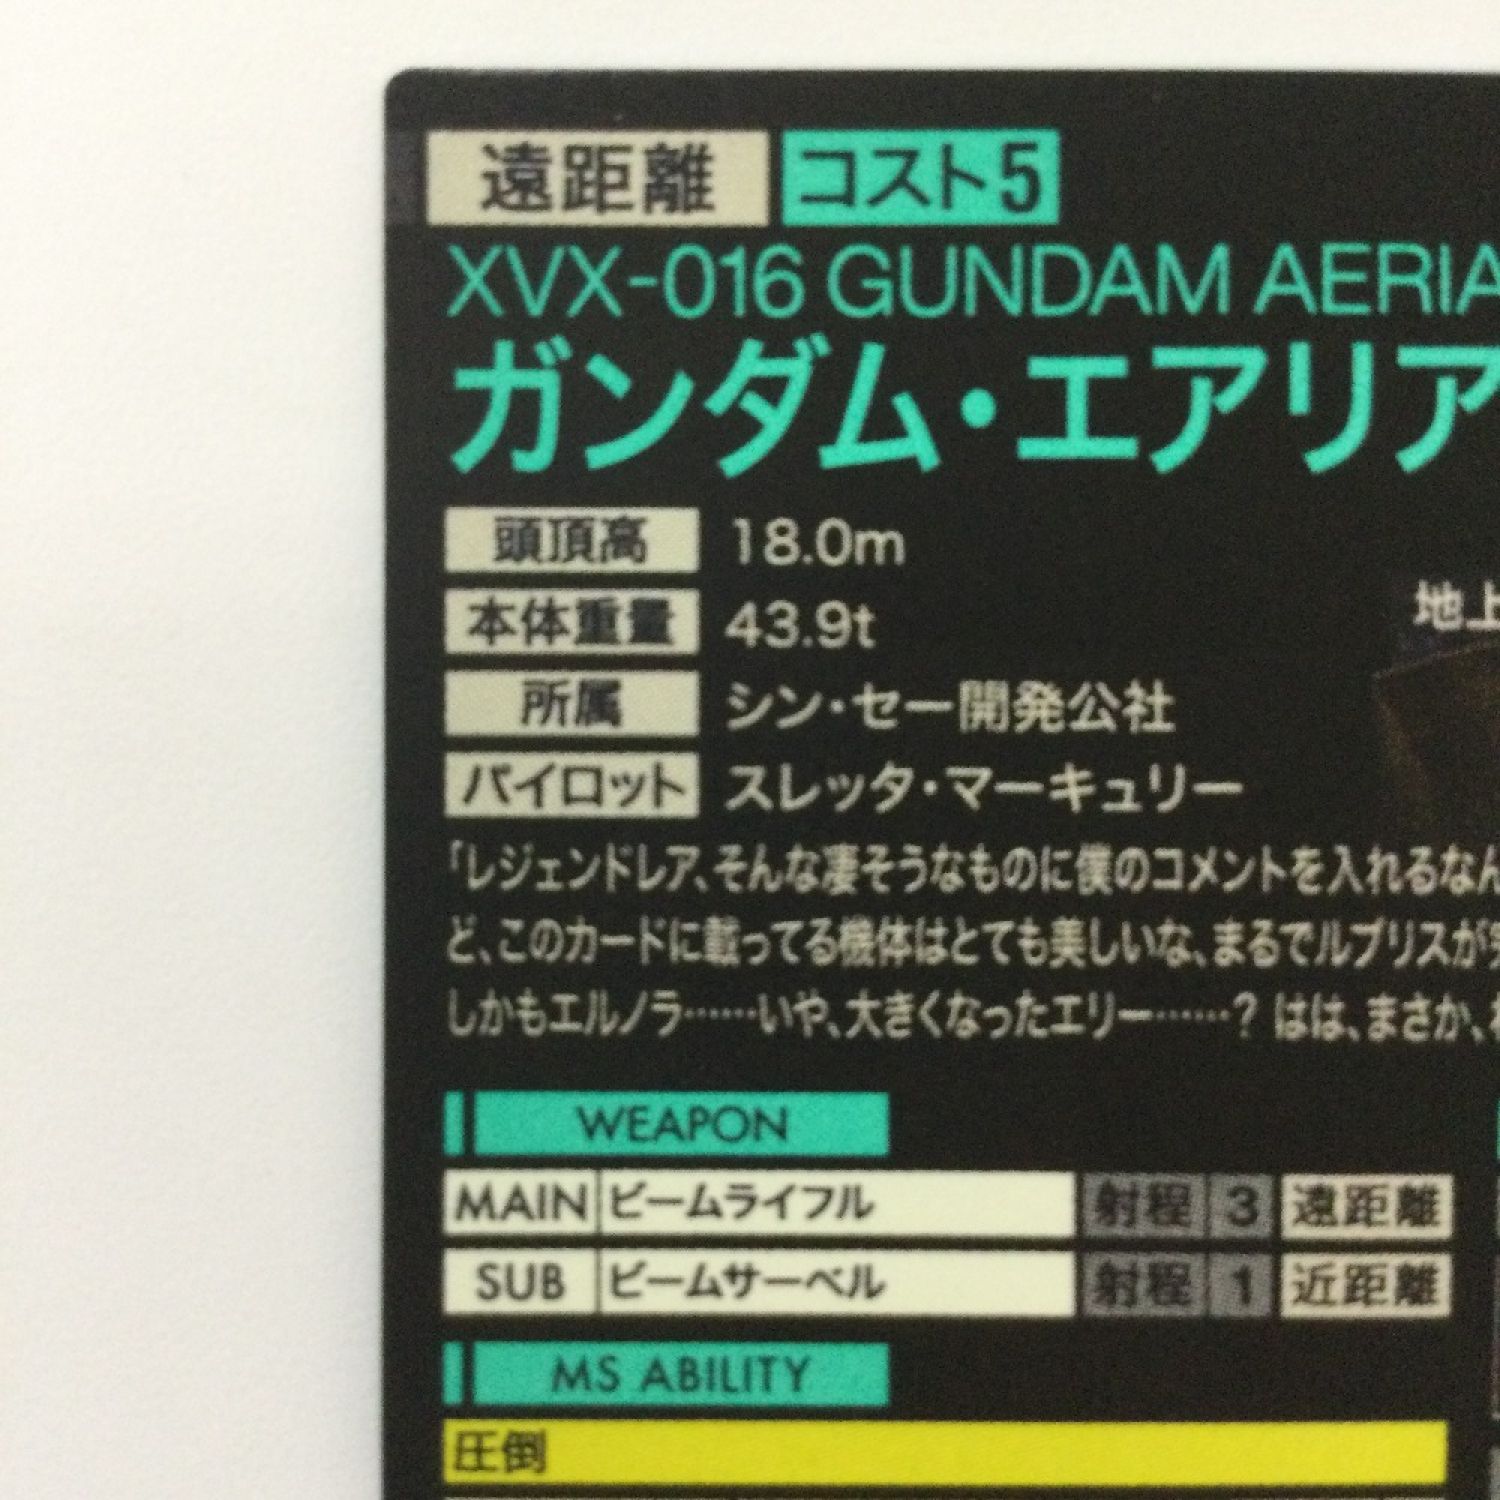 遠距離 コスト5
XVX-016 GUNDAM AERIA
ガンダム・エアリア
頭頂高 18.0m
地上
本体重量 43.9t
所属 シン・セー開発公社
パイロット スレッタ・マーキュリー
「レジェンドレア、そんな凄そうなものに僕のコメントを入れるなん
ど、このカードに載ってる機体はとても美しいな、まるでルブリスが
しかもエルノラ……いや、大きくなったエリー……? はは、まさか、
WEAPON
MAIN ビームライフル 射程 3 遠距離
SUB ビームサーベル 射程 1 近距離
MS ABILITY
圧倒